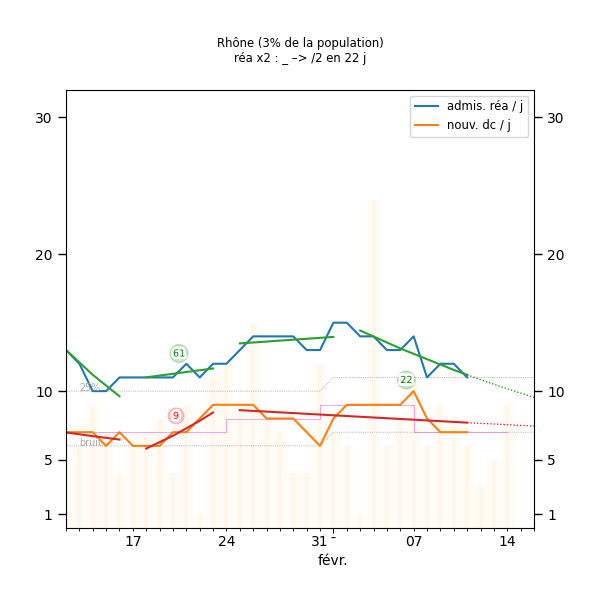 Rhône (3% de la population)
réa x2 : _ –> /2 en 22 j
admis. réa / j
nouv. dc / j
30 30
20 20
61
22
25%
10 10
9
bruit
5 5
1 1
17 24 31 - 07 14
févr.